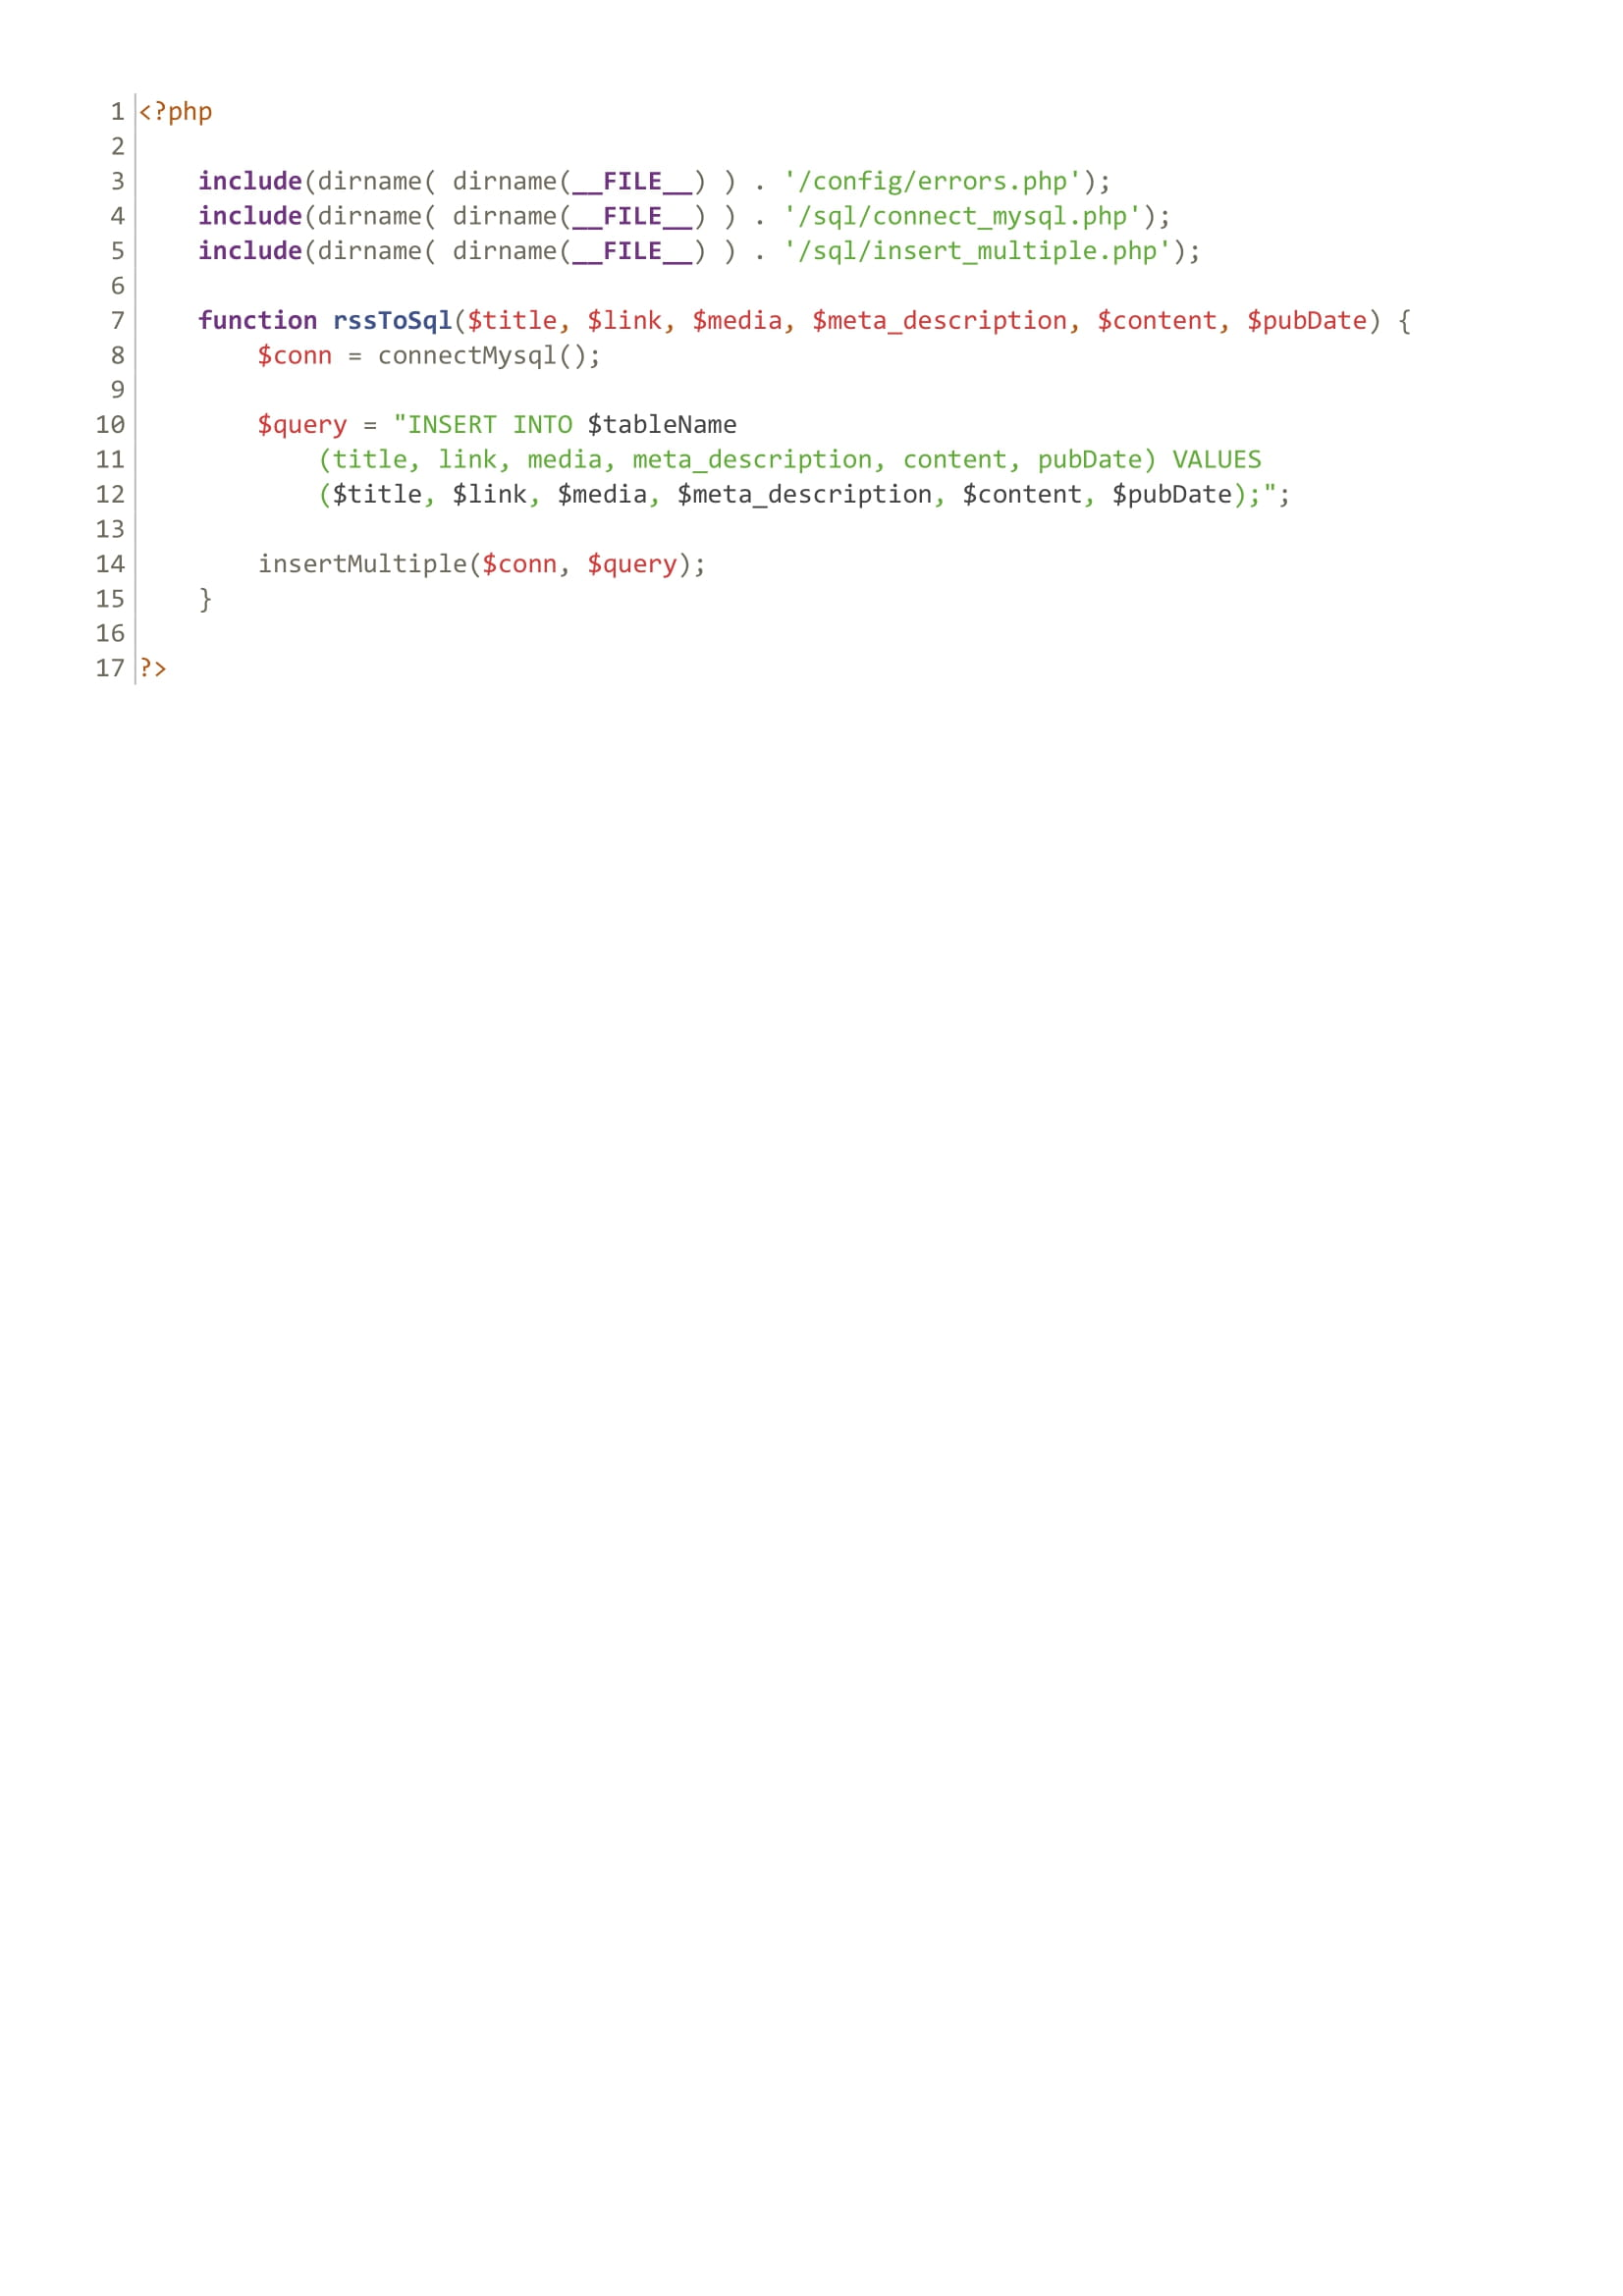 1 <?php
2
3     include(dirname( dirname(__FILE__) ) . '/config/errors.php');
4     include(dirname( dirname(__FILE__) ) . '/sql/connect_mysql.php');
5     include(dirname( dirname(__FILE__) ) . '/sql/insert_multiple.php');
6
7     function rssToSql($title, $link, $media, $meta_description, $content, $pubDate) {
8         $conn = connectMysql();
9
10         $query = "INSERT INTO $tableName
11             (title, link, media, meta_description, content, pubDate) VALUES
12             ($title, $link, $media, $meta_description, $content, $pubDate);";
13
14         insertMultiple($conn, $query);
15     }
16
17 ?>